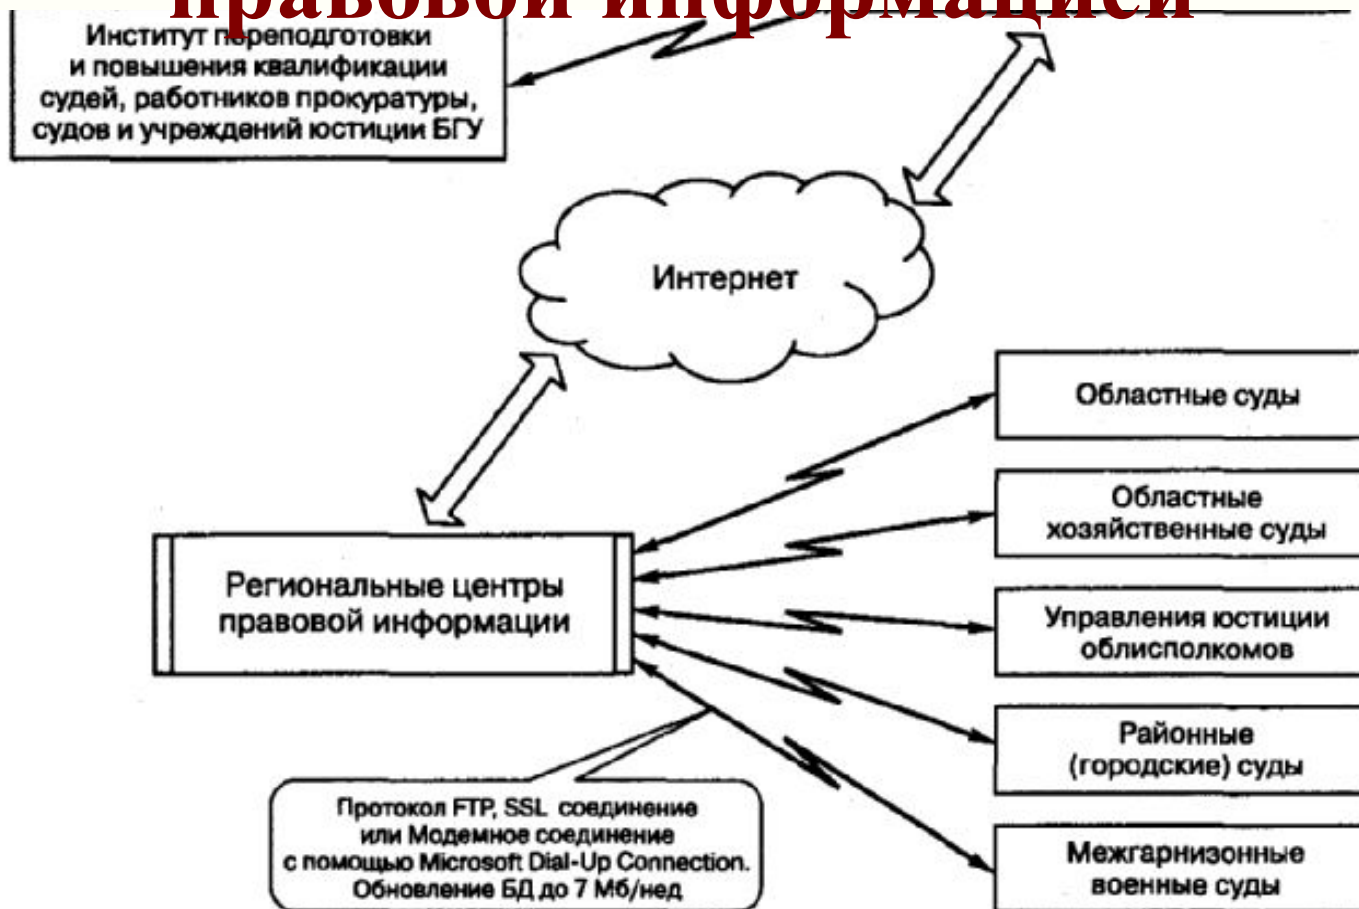 правовой информацией
Институт переподготовки
и повышения квалификации
судей, работников прокуратуры,
судов и учреждений юстиции БГУ
Интернет
Областные суды
Областные
хозяйственные суды
Региональные центры
правовой информации
Управления юстиции
облисполкомов
Районные
(городские) суды
Протокол FTP, SSL соединение
или Модемное соединение
с помощью Microsoft Dial-Up Connection.
Обновление БД до 7 Мб/нед
Межгарнизонные
военные суды